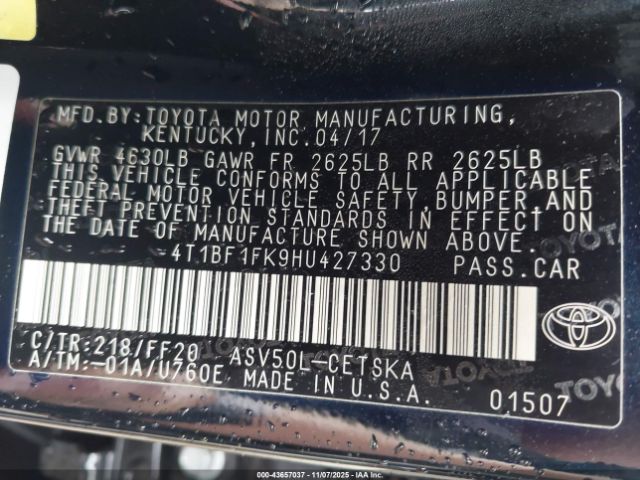 MFD.BY:TOYOTA MOTOR MANUFACTURING,
KENTUCKY,INC.04/17
GVWR 4630LB GAWR FR 2625LB RR 2625LB
THIS VEHICLE CONFORMS TO ALL APPLICABLE
FEDERAL MOTOR VEHICLE SAFETY,BUMPER,AND
THEFT PREVENTION STANDARDS IN EFFECT ON
THE DATE OF MANUFACTURE SHOWN ABOVE.
4T1BF1FK9HU427330 PASS.CAR
C/TR:218/FF20 ASV50L-CETSKA
A/TM:-01A/U760E MADE IN U.S.A.
01507
TOYOTA
000-43657037 - 11/07/2025 - IAA Inc.